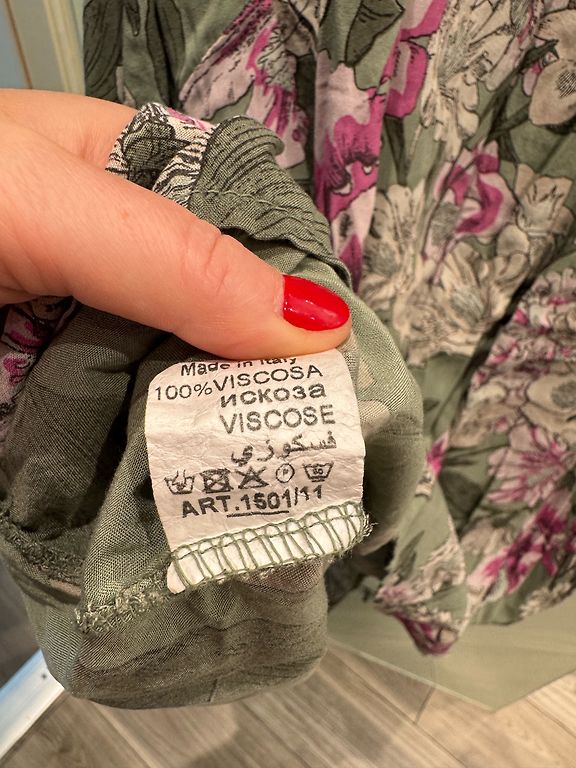 Made in Italy
100%VISCOSA
искоза
VISCOSE
فسكوزي
ART.1501/11